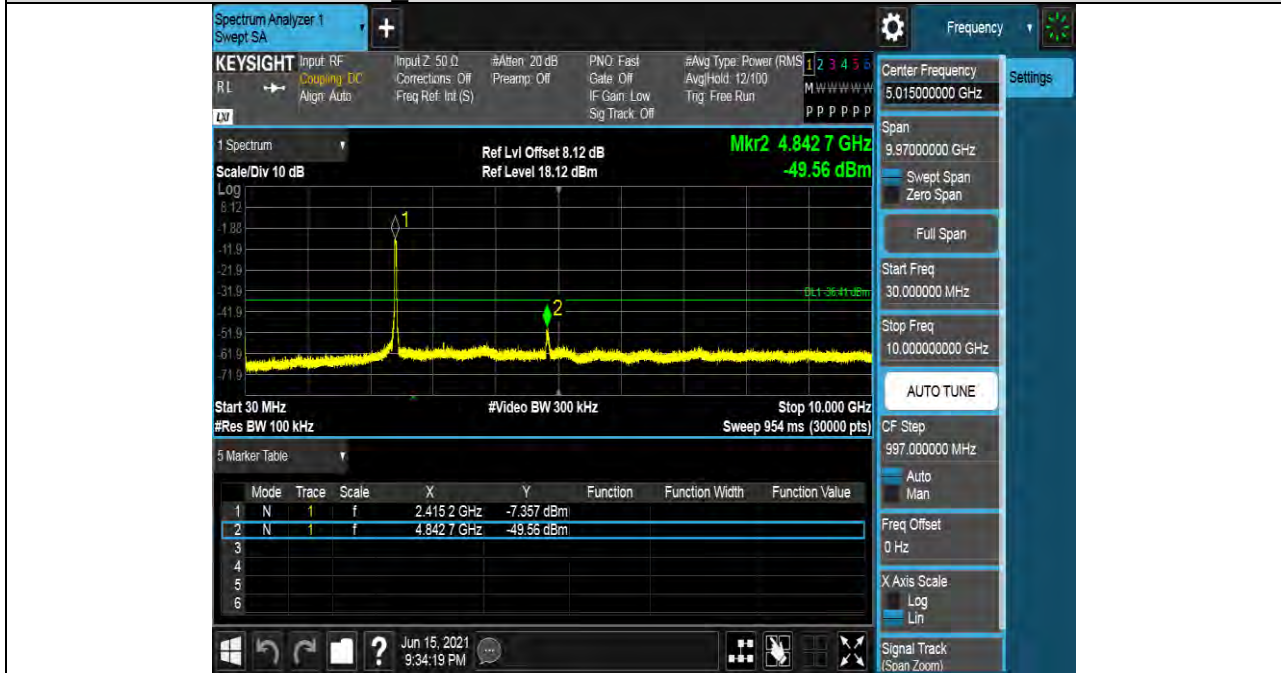 Spectrum Analyzer 1
Swept SA
+
Frequency
KEYSIGHT
RL
LXI
Input: RF
Coupling: DC
Align: Auto
Input Z: 50 Ω
Corrections: Off
Freq Ref: Int (S)
#Atten: 20 dB
Preamp: Off
PNO: Fast
Gate: Off
IF Gain: Low
Sig Track: Off
#Avg Type: Power (RMS
Avg|Hold: 12/100
Trig: Free Run
1 2 3 4 5 6
M W W W W W
P P P P P P
Center Frequency
5.015000000 GHz
Settings
Span
9.97000000 GHz
Swept Span
Zero Span
Full Span
Start Freq
30.000000 MHz
Stop Freq
10.000000000 GHz
AUTO TUNE
CF Step
997.000000 MHz
Auto
Man
Freq Offset
0 Hz
X Axis Scale
Log
Lin
Signal Track
(Span Zoom)
1 Spectrum
Scale/Div 10 dB
Ref Lvl Offset 8.12 dB
Ref Level 18.12 dBm
Mkr2 4.842 7 GHz
-49.56 dBm
Log
8.12
-1.88
-11.9
-21.9
-31.9
-41.9
-51.9
-61.9
-71.9
1
2
DL1 -36.41 dBm
Start 30 MHz
#Res BW 100 kHz
#Video BW 300 kHz
Stop 10.000 GHz
Sweep 954 ms (30000 pts)
5 Marker Table
Mode Trace Scale X Y Function Function Width Function Value
1 N 1 f 2.415 2 GHz -7.357 dBm
2 N 1 f 4.842 7 GHz -49.56 dBm
3
4
5
6
?
Jun 15, 2021
9:34:19 PM